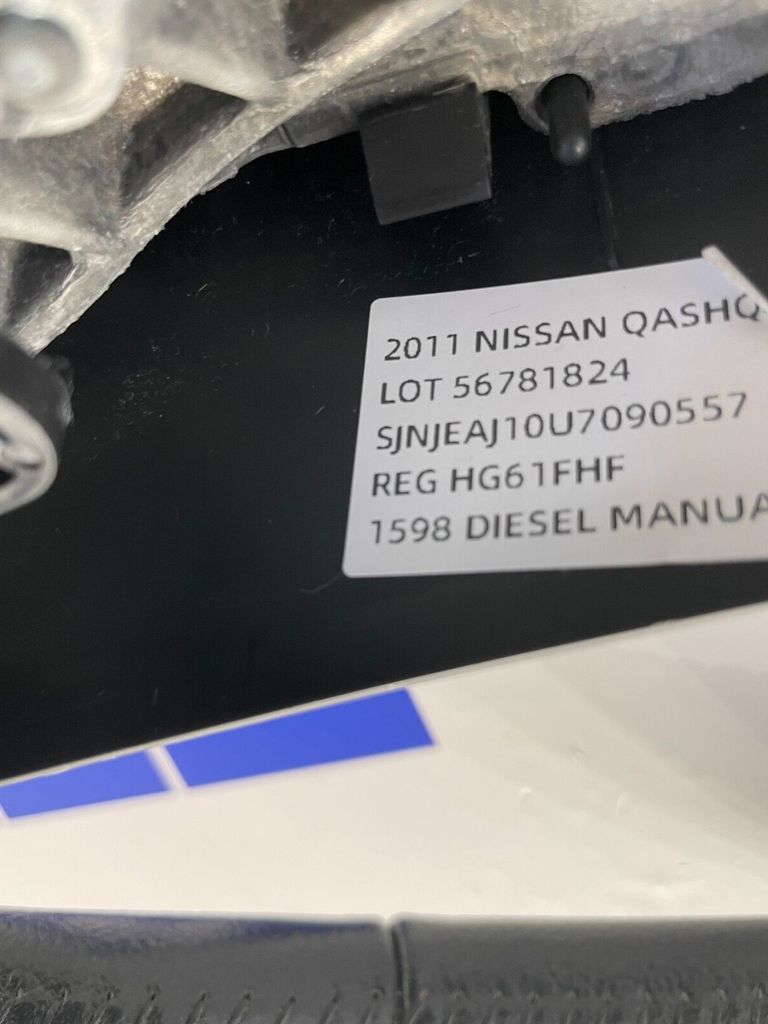 2011 NISSAN QASHQ
LOT 56781824
SJNJEAJ10U7090557
REG HG61FHF
1598 DIESEL MANUA